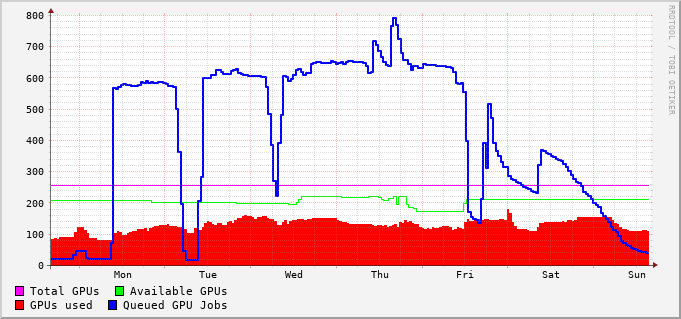 800
700
600
500
400
300
200
100
0
Mon Tue Wed Thu Fri Sat Sun
Total GPUs Available GPUs
GPUs used Queued GPU Jobs
RRDTOOL / TOBI OETIKER